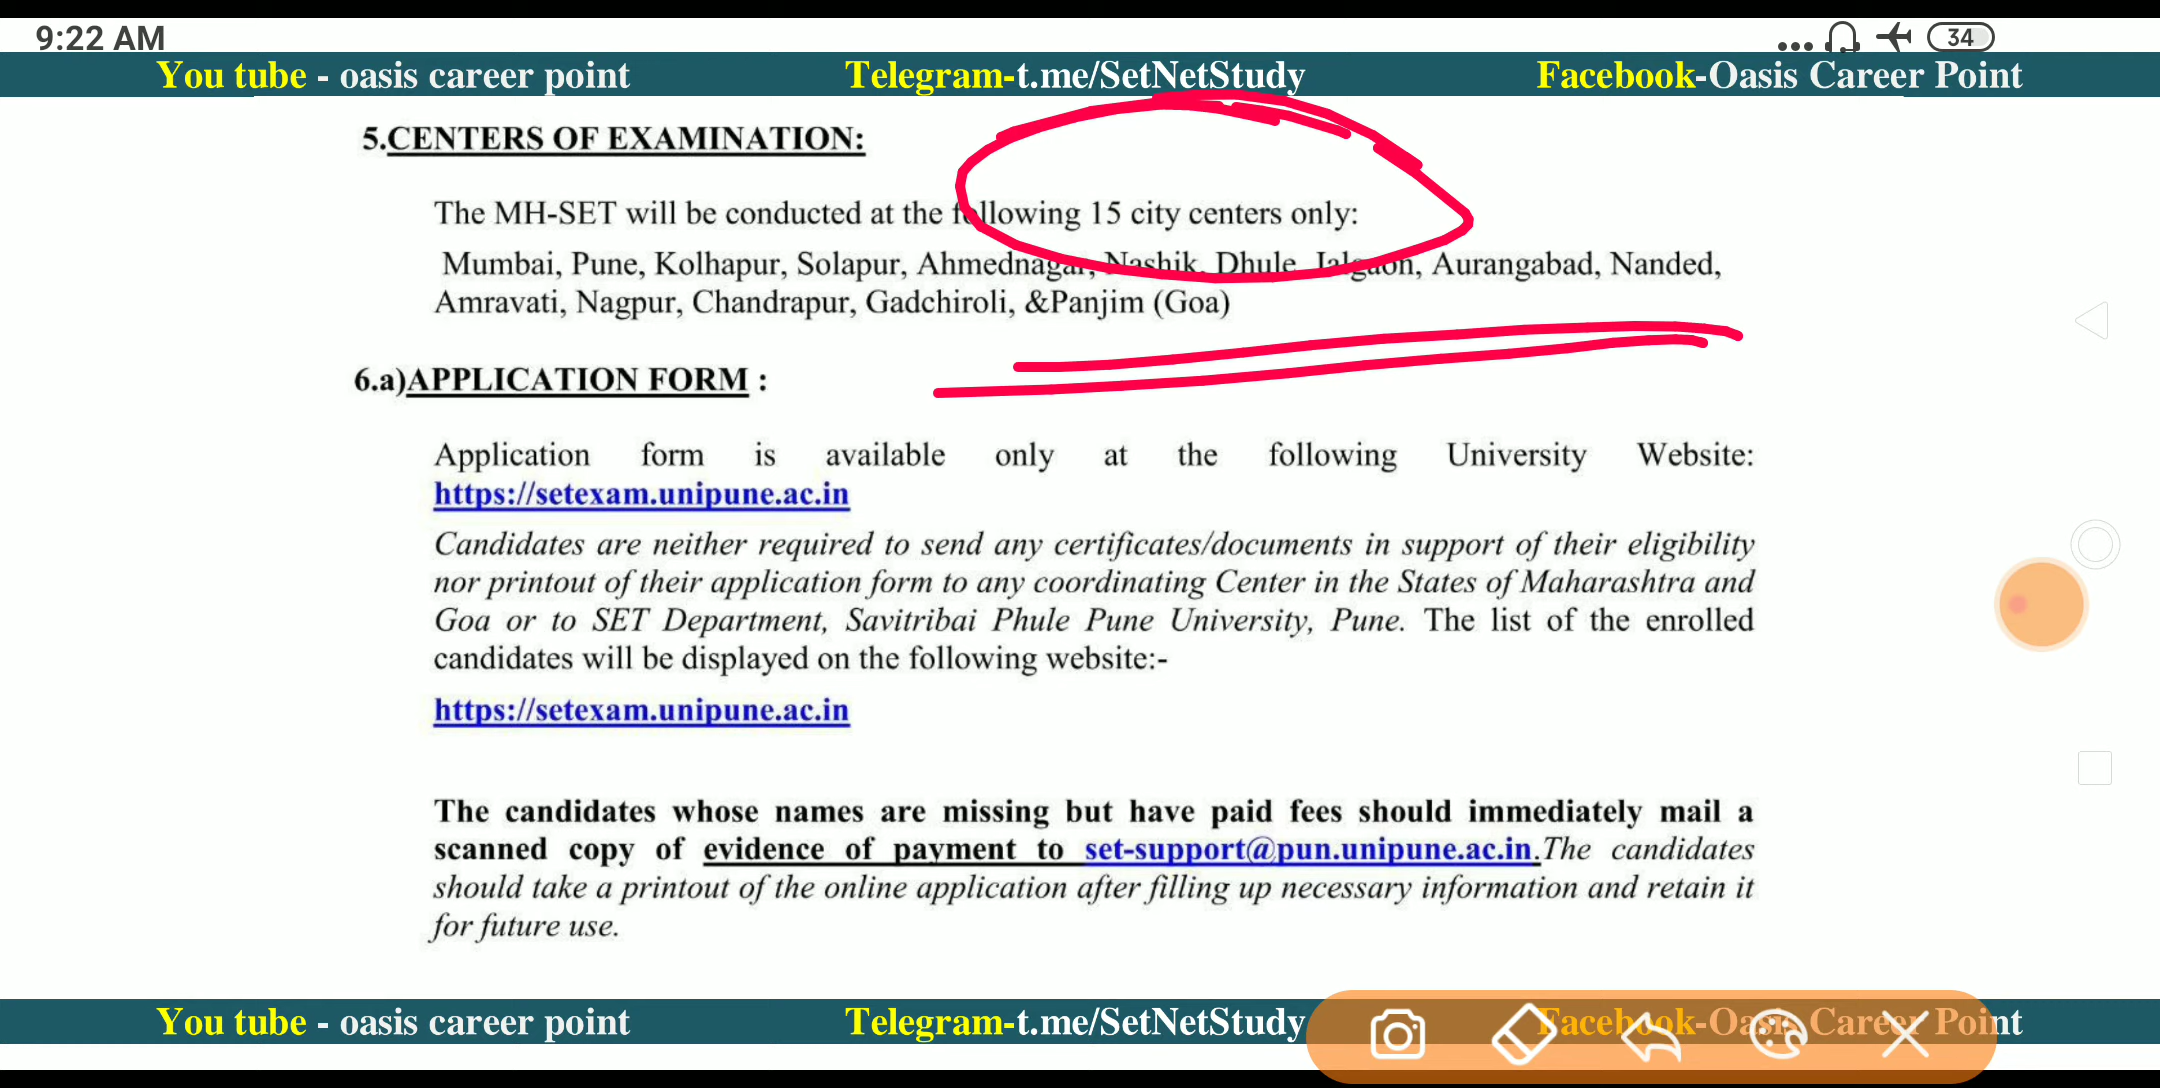 9:22 AM
34
You tube - oasis career point Telegram-t.me/SetNetStudy Facebook-Oasis Career Point
5.CENTERS OF EXAMINATION:
The MH-SET will be conducted at the following 15 city centers only:
Mumbai, Pune, Kolhapur, Solapur, Ahmednagar, Nashik, Dhule, Jalgaon, Aurangabad, Nanded,
Amravati, Nagpur, Chandrapur, Gadchiroli, &Panjim (Goa)
6.a)APPLICATION FORM :
Application form is available only at the following University Website:
https://setexam.unipune.ac.in
Candidates are neither required to send any certificates/documents in support of their eligibility
nor printout of their application form to any coordinating Center in the States of Maharashtra and
Goa or to SET Department, Savitribai Phule Pune University, Pune. The list of the enrolled
candidates will be displayed on the following website:-
https://setexam.unipune.ac.in
The candidates whose names are missing but have paid fees should immediately mail a
scanned copy of evidence of payment to set-support@pun.unipune.ac.in.The candidates
should take a printout of the online application after filling up necessary information and retain it
for future use.
You tube - oasis career point Telegram-t.me/SetNetStudy Facebook-Oasis Career Point